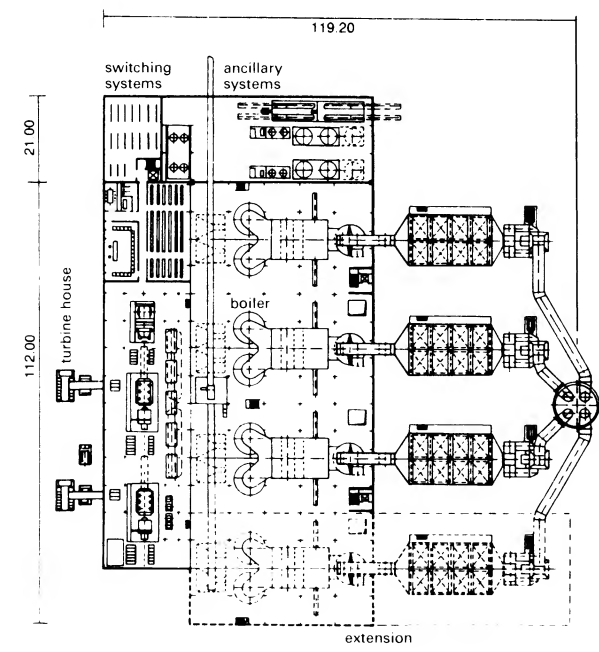 119.20
switching
systems
ancillary
systems
21.00
turbine house
112.00
boiler
extension